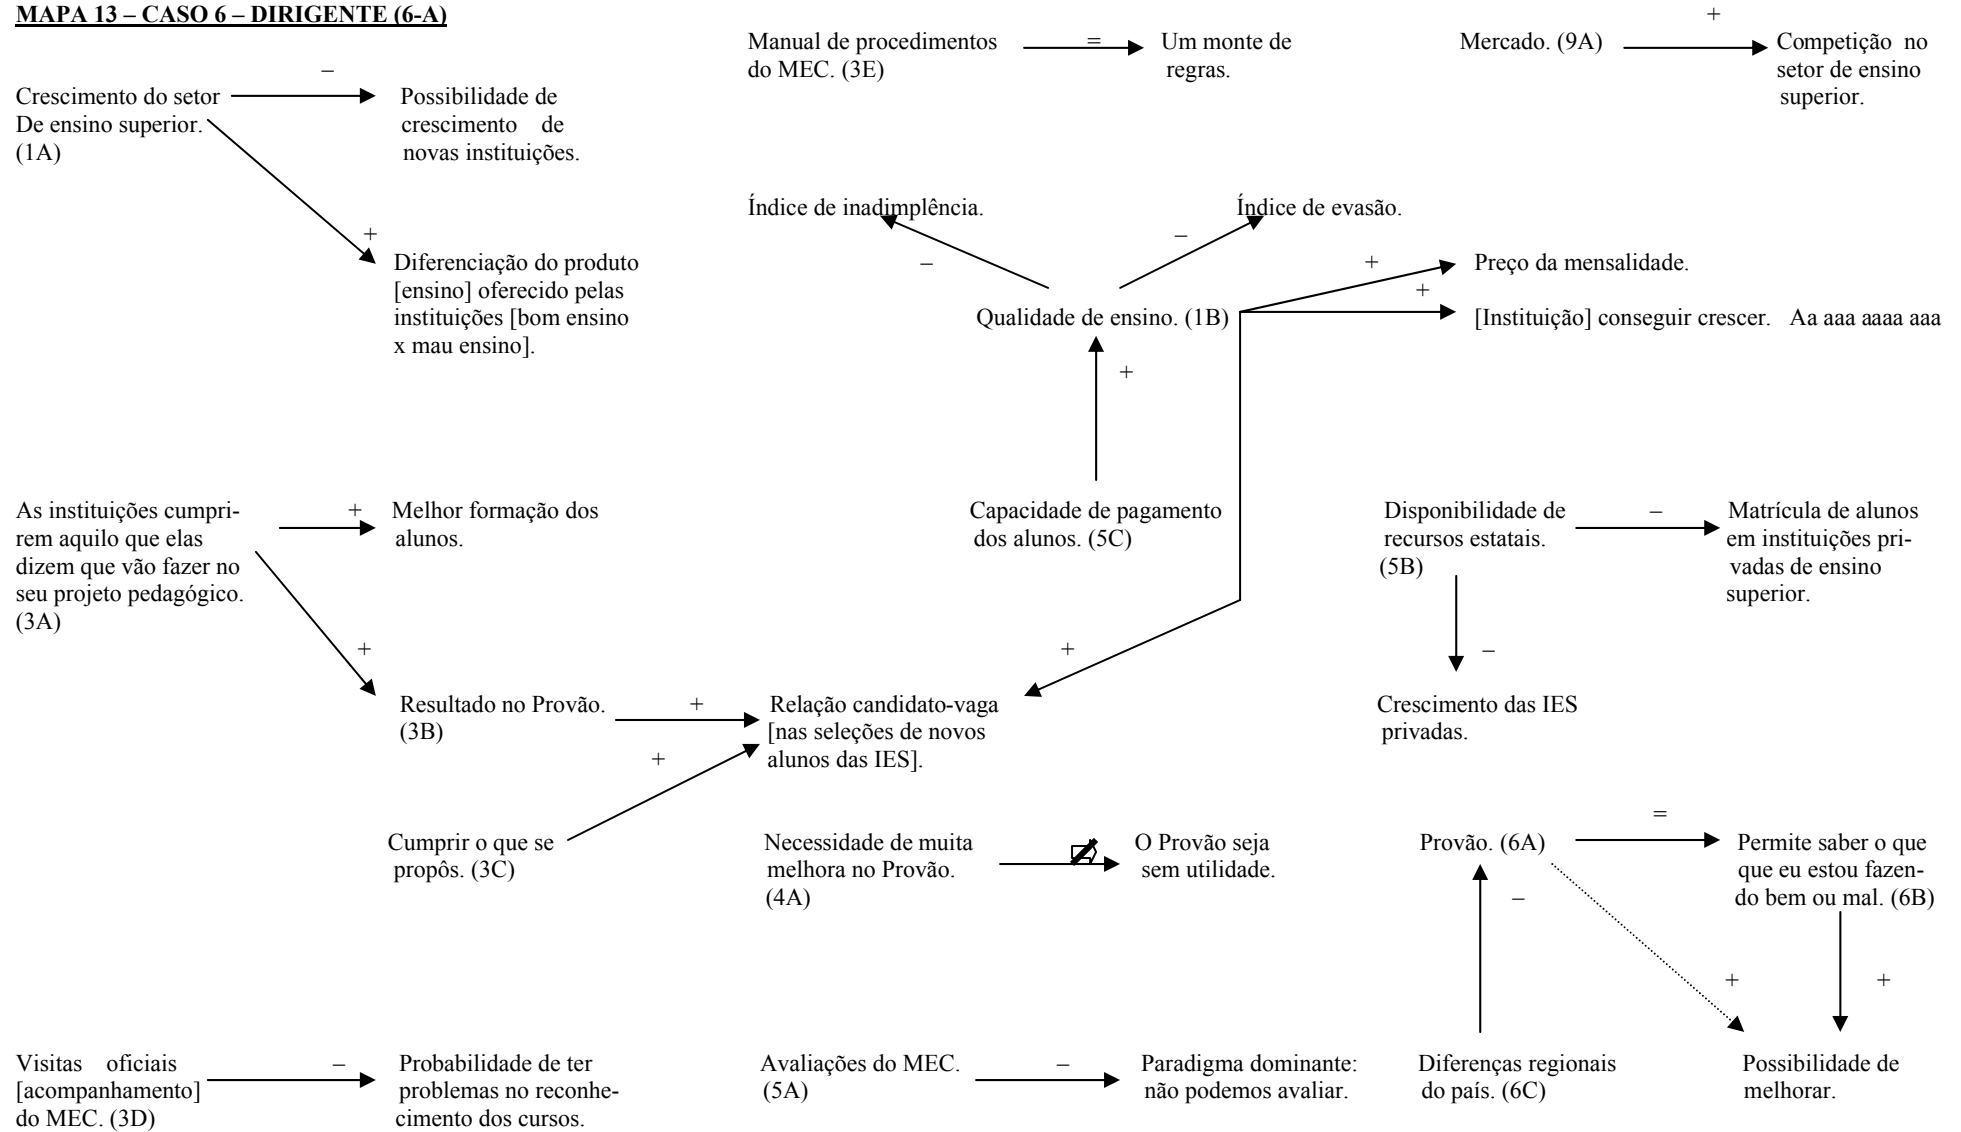 MAPA 13 – CASO 6 – DIRIGENTE (6-A)
Manual de procedimentos
do MEC. (3E)
=
Um monte de
regras.
Mercado. (9A)
+
Competição no
setor de ensino
superior.
Crescimento do setor
De ensino superior.
(1A)
–
Possibilidade de
crescimento de
novas instituições.
+
Diferenciação do produto
[ensino] oferecido pelas
instituições [bom ensino
x mau ensino].
Índice de inadimplência.
–
Índice de evasão.
–
Qualidade de ensino. (1B)
+
Preço da mensalidade.
+
[Instituição] conseguir crescer. Aa aaa aaaa aaa
+
Capacidade de pagamento
dos alunos. (5C)
As instituições cumpri-
rem aquilo que elas
dizem que vão fazer no
seu projeto pedagógico.
(3A)
+
Melhor formação dos
alunos.
Disponibilidade de
recursos estatais.
(5B)
–
Matrícula de alunos
em instituições pri-
vadas de ensino
superior.
–
Crescimento das IES
privadas.
+
Resultado no Provão.
(3B)
+
Relação candidato-vaga
[nas seleções de novos
alunos das IES].
+
+
Cumprir o que se
propôs. (3C)
Necessidade de muita
melhora no Provão.
(4A)
O Provão seja
sem utilidade.
Provão. (6A)
=
Permite saber o que
que eu estou fazen-
do bem ou mal. (6B)
–
+
+
Visitas oficiais
[acompanhamento]
do MEC. (3D)
–
Probabilidade de ter
problemas no reconhe-
cimento dos cursos.
Avaliações do MEC.
(5A)
–
Paradigma dominante:
não podemos avaliar.
Diferenças regionais
do país. (6C)
Possibilidade de
melhorar.